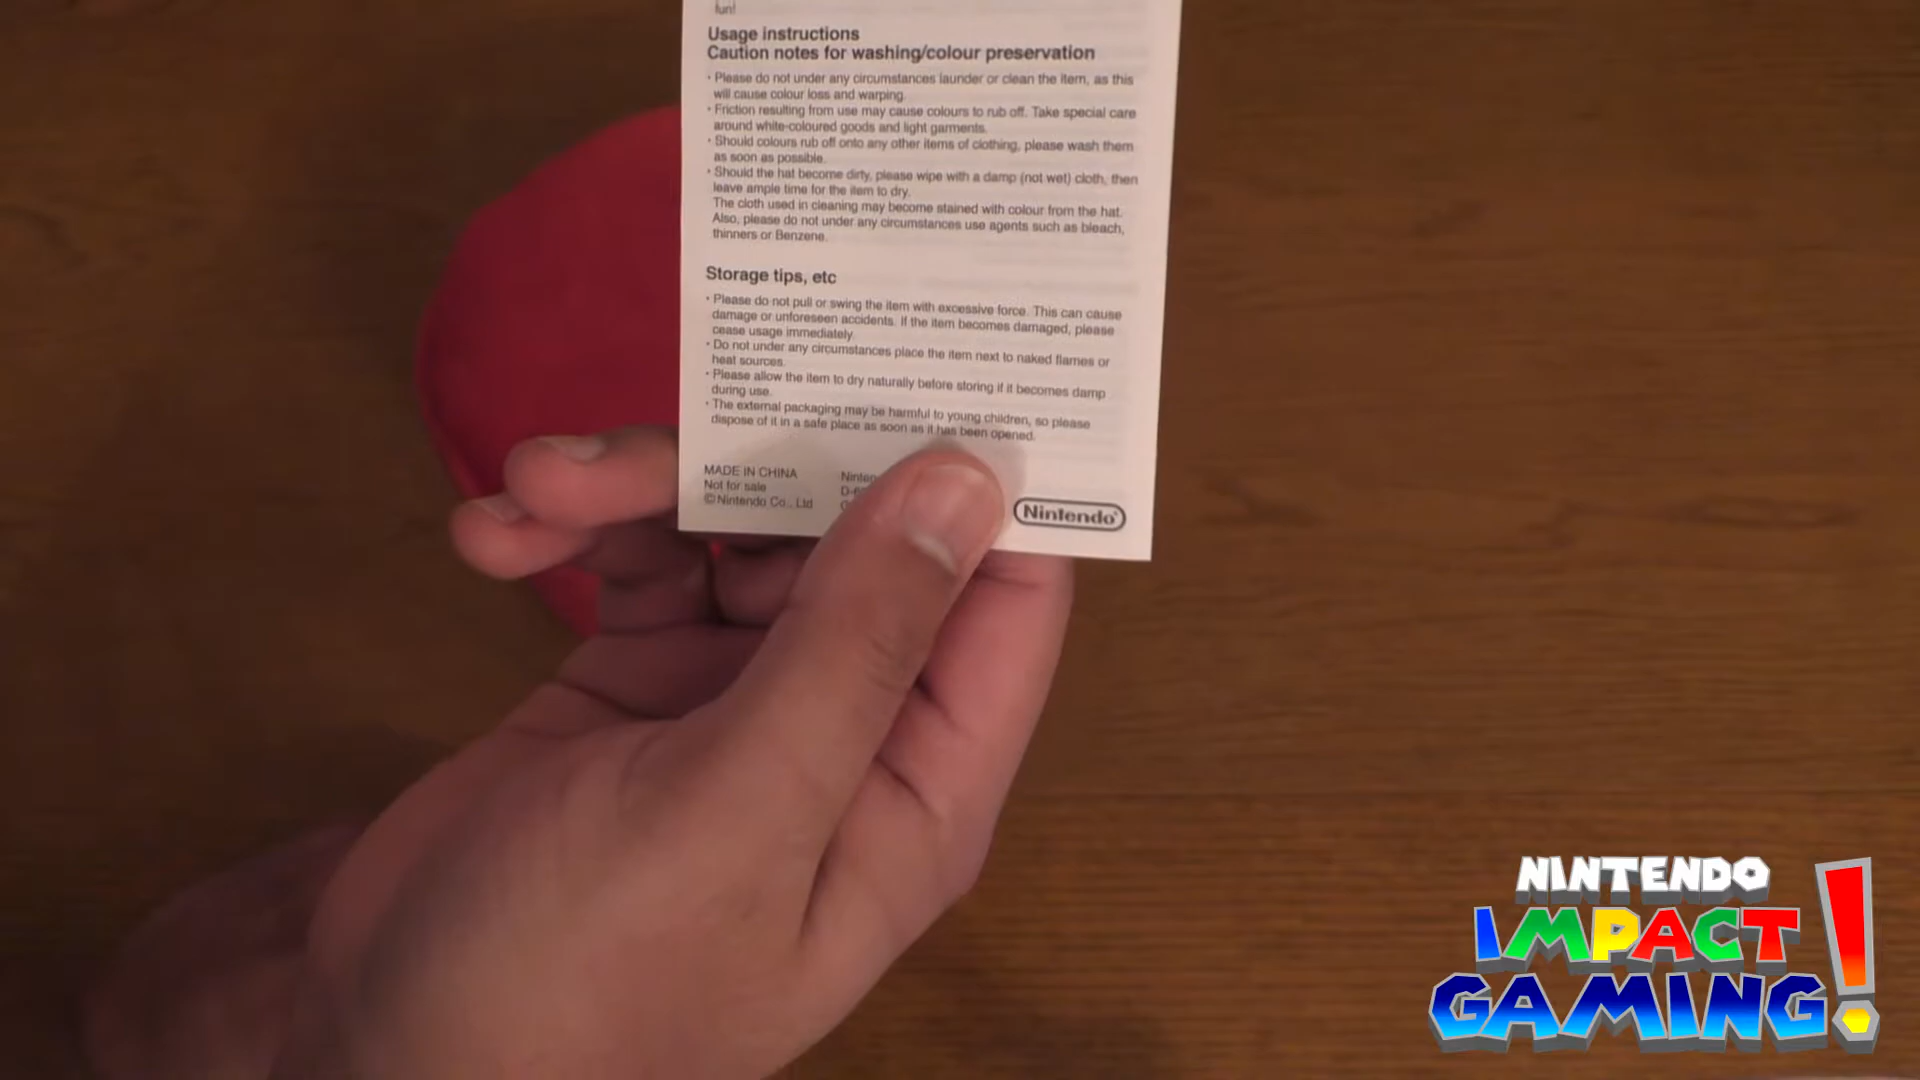 fun!
Usage instructions
Caution notes for washing/colour preservation
• Please do not under any circumstances launder or clean the item, as this
will cause colour loss and warping.
• Friction resulting from use may cause colours to rub off. Take special care
around white-coloured goods and light garments.
• Should colours rub off onto any other items of clothing, please wash them
as soon as possible.
• Should the hat become dirty, please wipe with a damp (not wet) cloth, then
leave ample time for the item to dry.
The cloth used in cleaning may become stained with colour from the hat.
Also, please do not under any circumstances use agents such as bleach,
thinners or Benzene.
Storage tips, etc
• Please do not pull or swing the item with excessive force. This can cause
damage or unforeseen accidents. If the item becomes damaged, please
cease usage immediately.
• Do not under any circumstances place the item next to naked flames or
heat sources.
• Please allow the item to dry naturally before storing if it becomes damp
during use.
• The external packaging may be harmful to young children, so please
dispose of it in a safe place as soon as it has been opened.
MADE IN CHINA
Not for sale
©Nintendo Co., Ltd
Ninten
D-6
Nintendo
NINTENDO
IMPACT
GAMING!